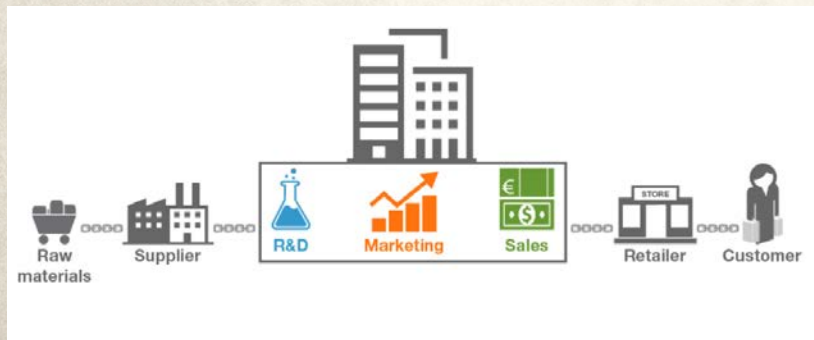 STORE
€
$
R&D
Marketing
Sales
Raw
materials
Supplier
Retailer
Customer